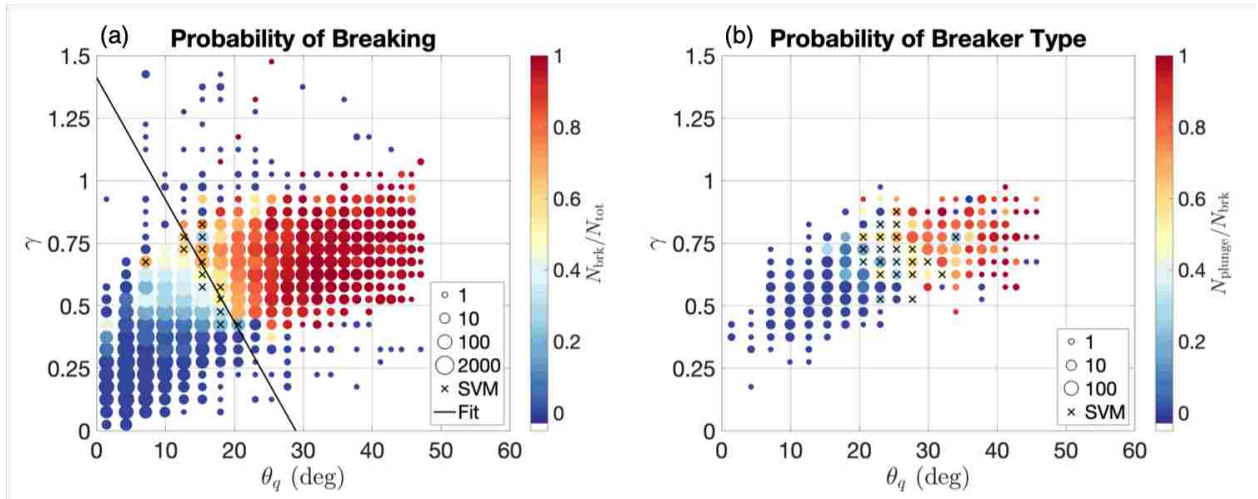 (a) Probability of Breaking
1.5
1.25
1
0.75
0.5
0.25
0
γ
0 10 20 30 40 50 60
θq (deg)
1
10
100
2000
SVM
Fit
1
0.8
0.6
0.4
0.2
0
Nbrk/Ntot
(b) Probability of Breaker Type
1.5
1.25
1
0.75
0.5
0.25
0
γ
0 10 20 30 40 50 60
θq (deg)
1
10
100
SVM
1
0.8
0.6
0.4
0.2
0
Nplunge/Nbrk